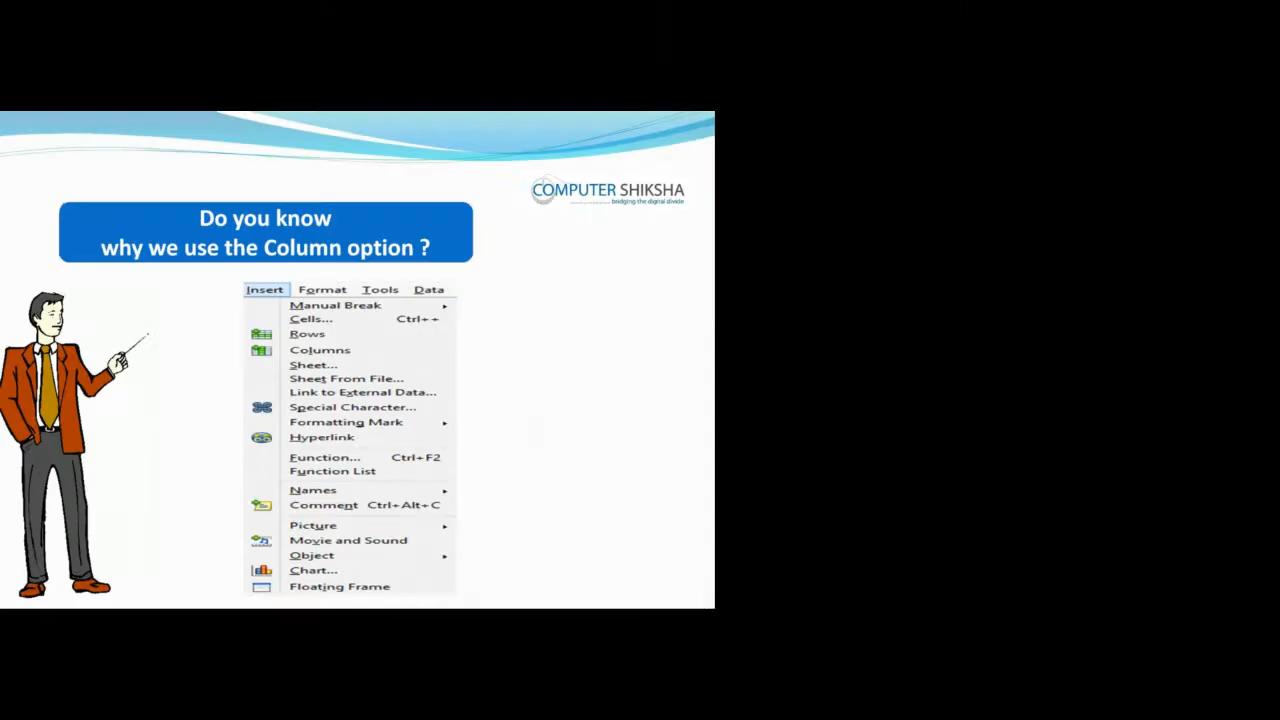 COMPUTER SHIKSHA
bridging the digital divide
Do you know
why we use the Column option ?
Insert Format Tools Data
Manual Break
Cells... Ctrl++
Rows
Columns
Sheet...
Sheet From File...
Link to External Data...
Special Character...
Formatting Mark
Hyperlink
Function... Ctrl+F2
Function List
Names
Comment Ctrl+Alt+C
Picture
Movie and Sound
Object
Chart...
Floating Frame